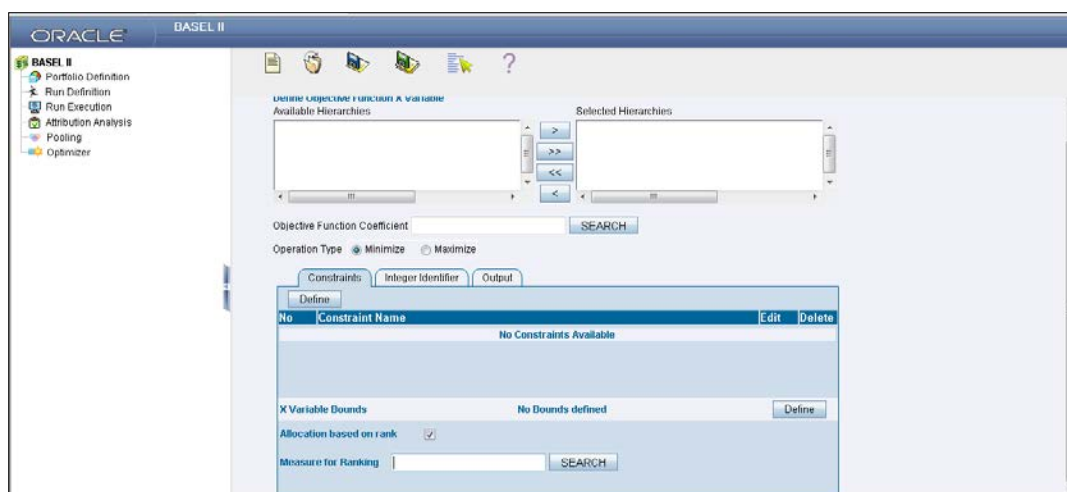 ORACLE BASEL II
BASEL II
Portfolio Definition
Run Definition
Run Execution
Attribution Analysis
Pooling
Optimizer
?
Define Objective Function X Variable
Available Hierarchies Selected Hierarchies
>
>>
<<
<
Objective Function Coefficient SEARCH
Operation Type Minimize Maximize
Constraints Integer Identifier Output
Define
No Constraint Name Edit Delete
No Constraints Available
X Variable Bounds No Bounds defined Define
Allocation based on rank
Measure for Ranking SEARCH